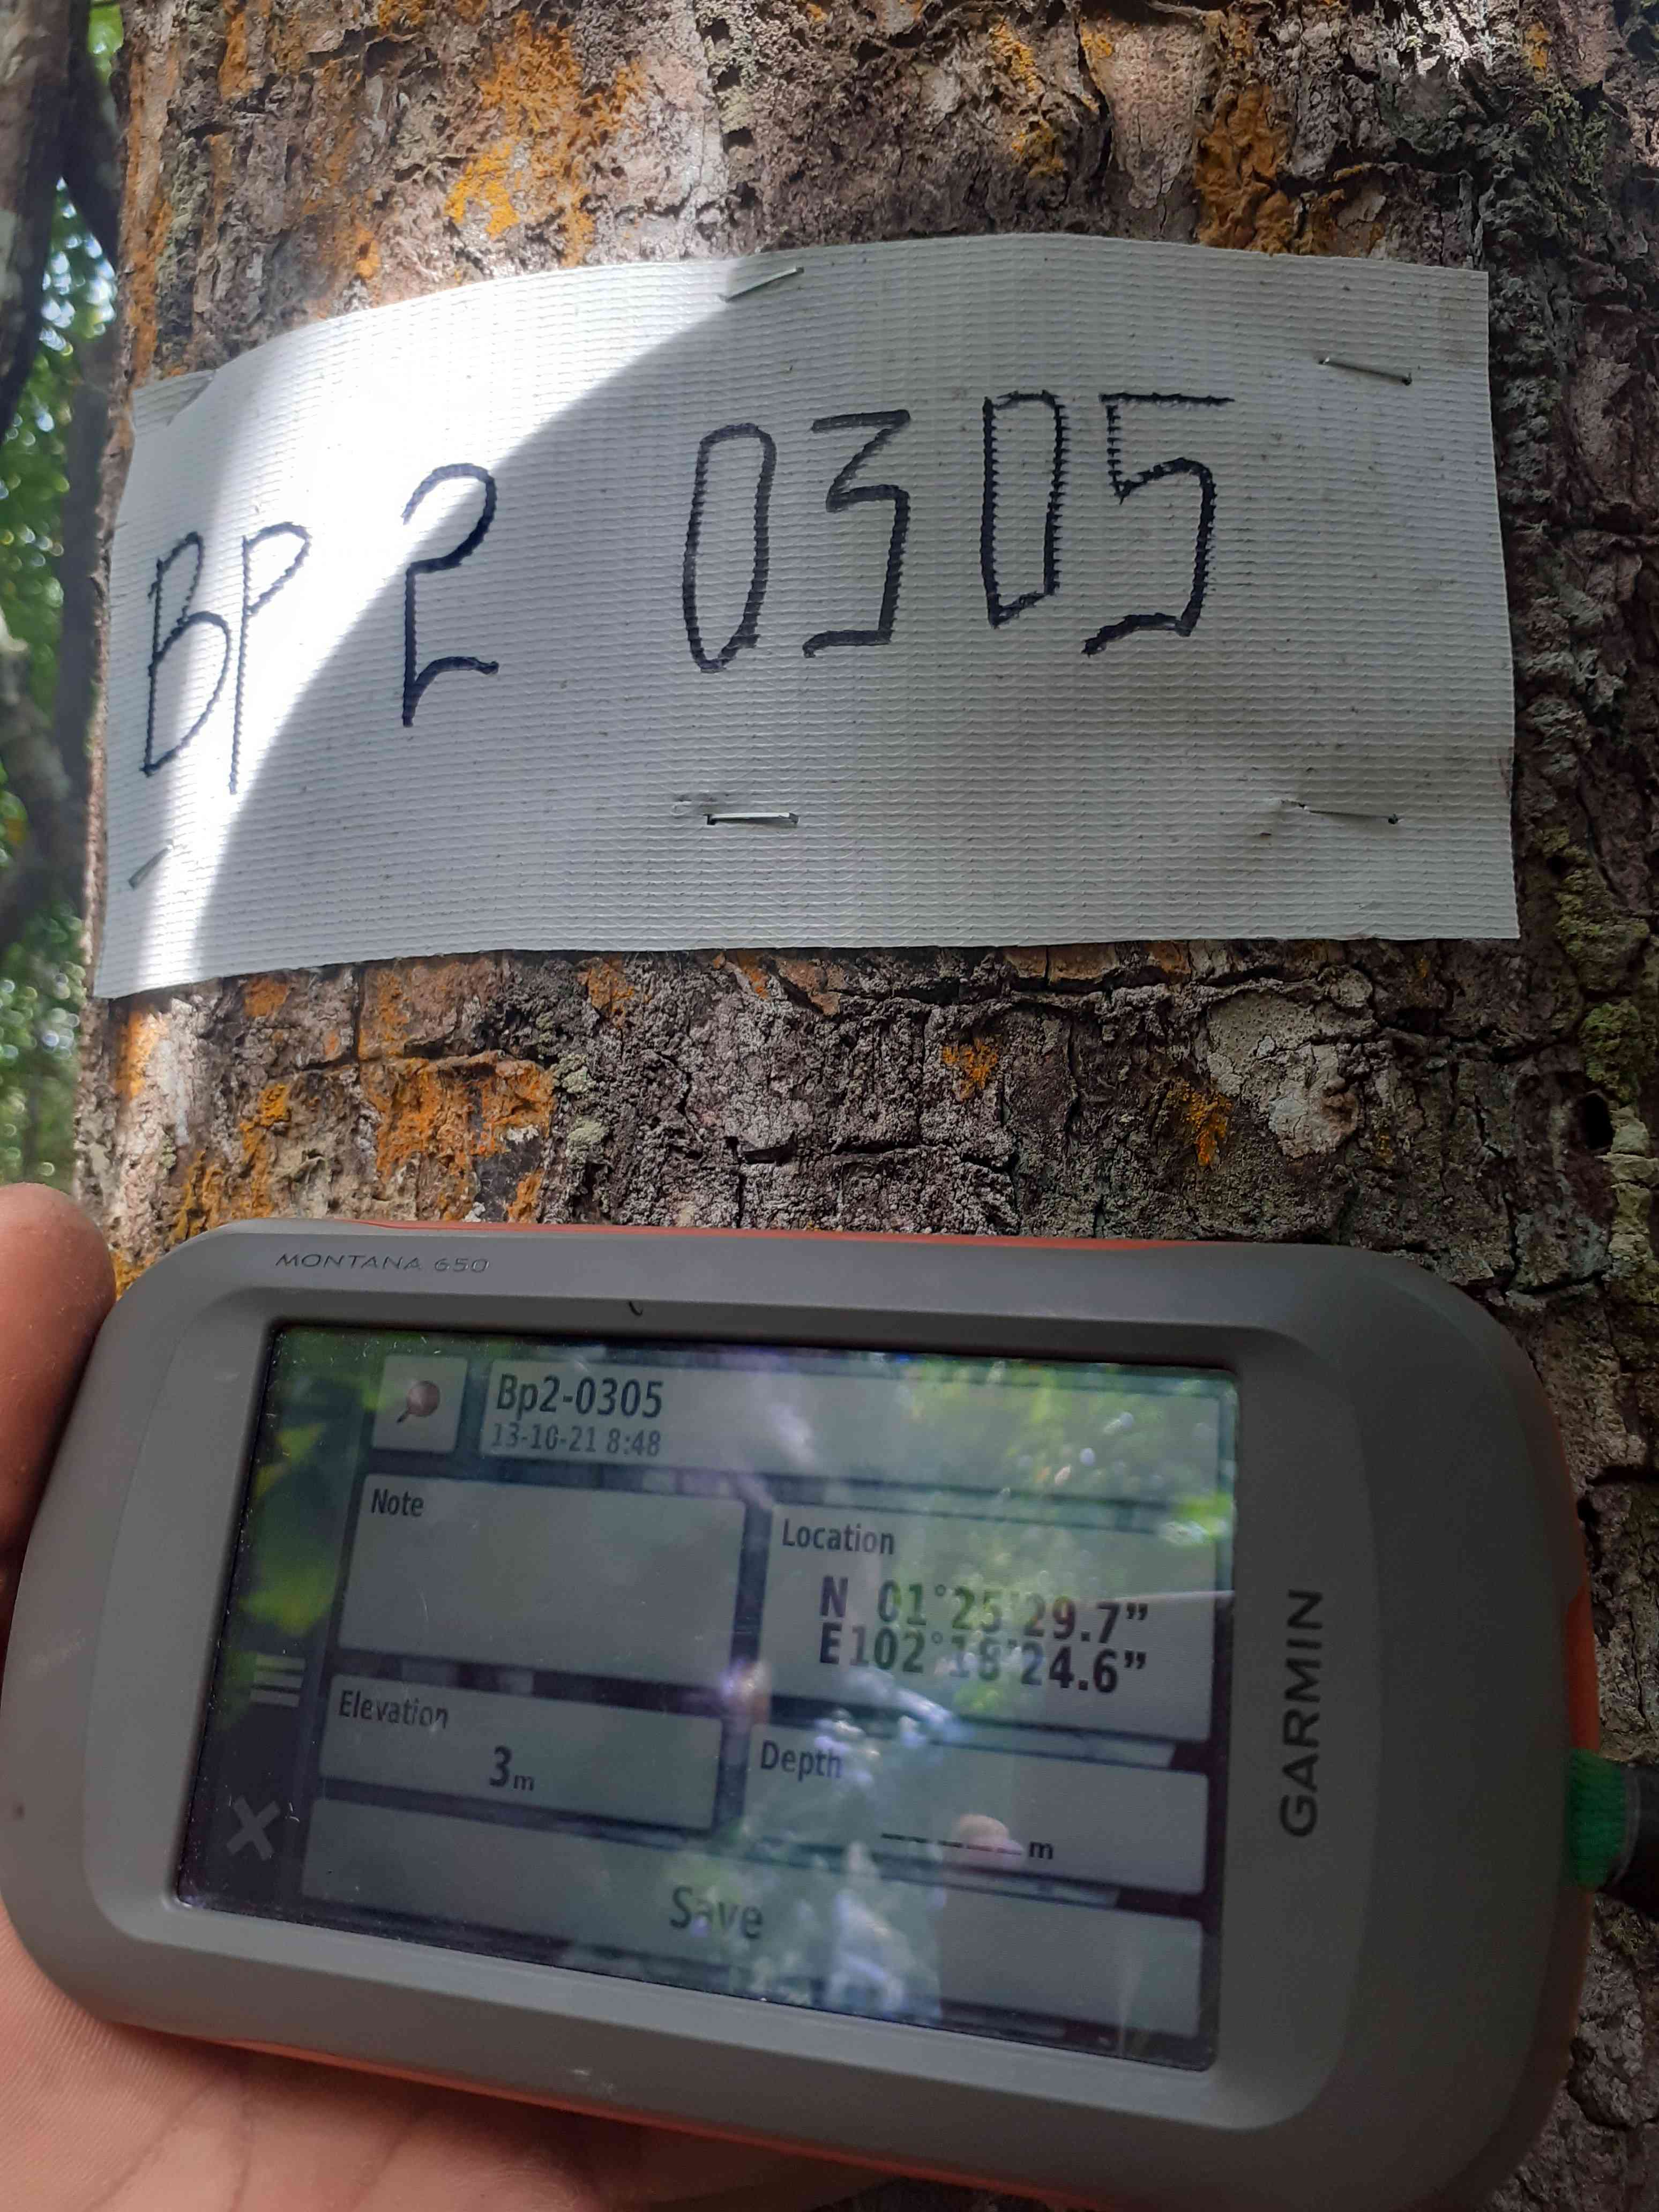 BP 2 0305
MONTANA 650
Bp2-0305
13-10-21 8:48
Note
Location
N 01°25'29.7"
E102°18'24.6"
Elevation
3m
Depth
_____m
Save
GARMIN